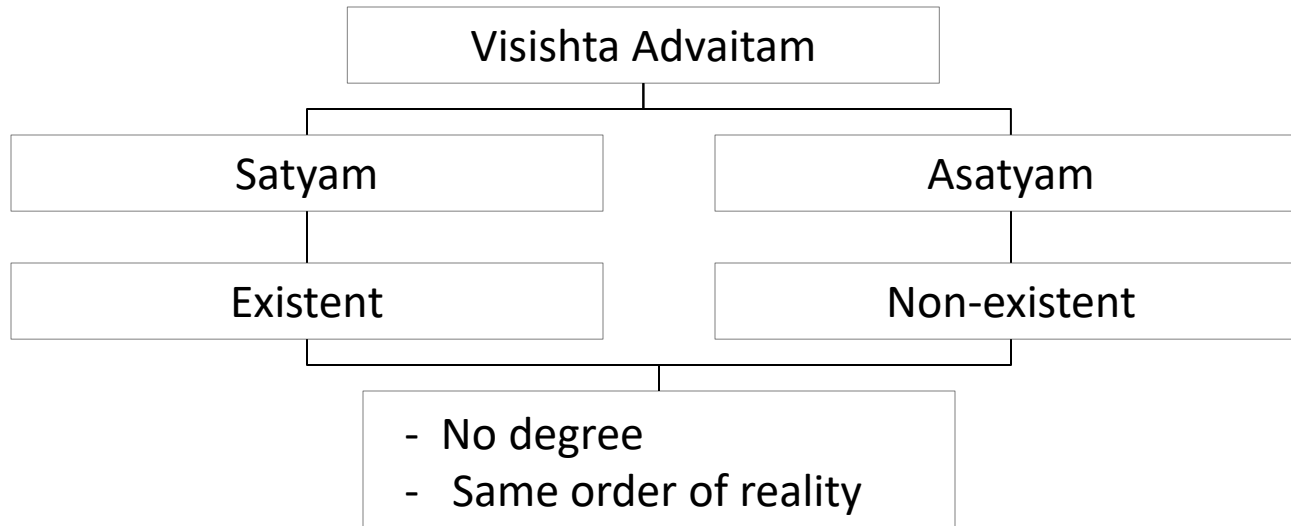 Visishta Advaitam
Satyam
Asatyam
Existent
Non-existent
- No degree
- Same order of reality